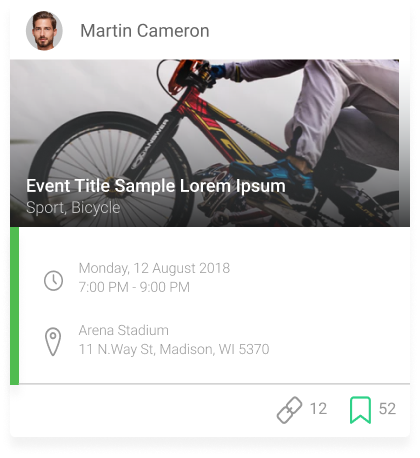 Martin Cameron
ANSWER
Event Title Sample Lorem Ipsum
Sport, Bicycle
Monday, 12 August 2018
7:00 PM - 9:00 PM
Arena Stadium
11 N.Way St, Madison, WI 5370
12
52